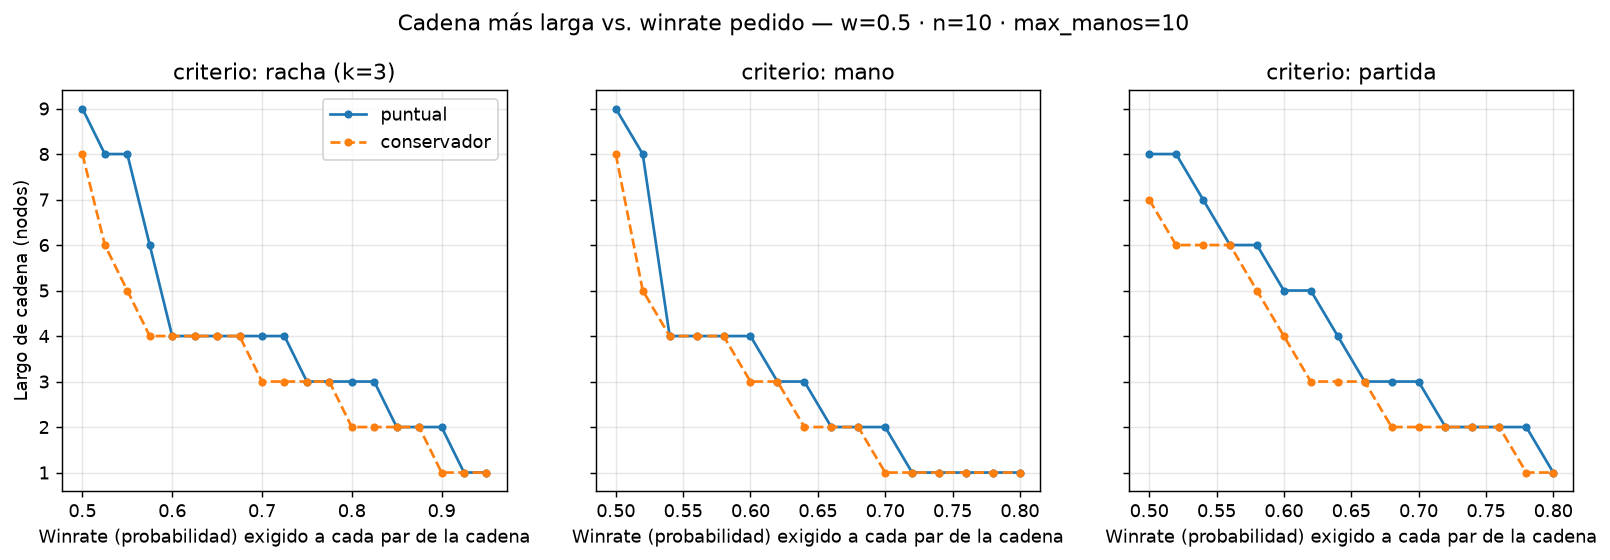 Cadena más larga vs. winrate pedido — w=0.5 · n=10 · max_manos=10
criterio: racha (k=3)
puntual
conservador
9
8
7
6
5
4
3
2
1
Largo de cadena (nodos)
0.5 0.6 0.7 0.8 0.9
Winrate (probabilidad) exigido a cada par de la cadena
criterio: mano
0.50 0.55 0.60 0.65 0.70 0.75 0.80
Winrate (probabilidad) exigido a cada par de la cadena
criterio: partida
0.50 0.55 0.60 0.65 0.70 0.75 0.80
Winrate (probabilidad) exigido a cada par de la cadena